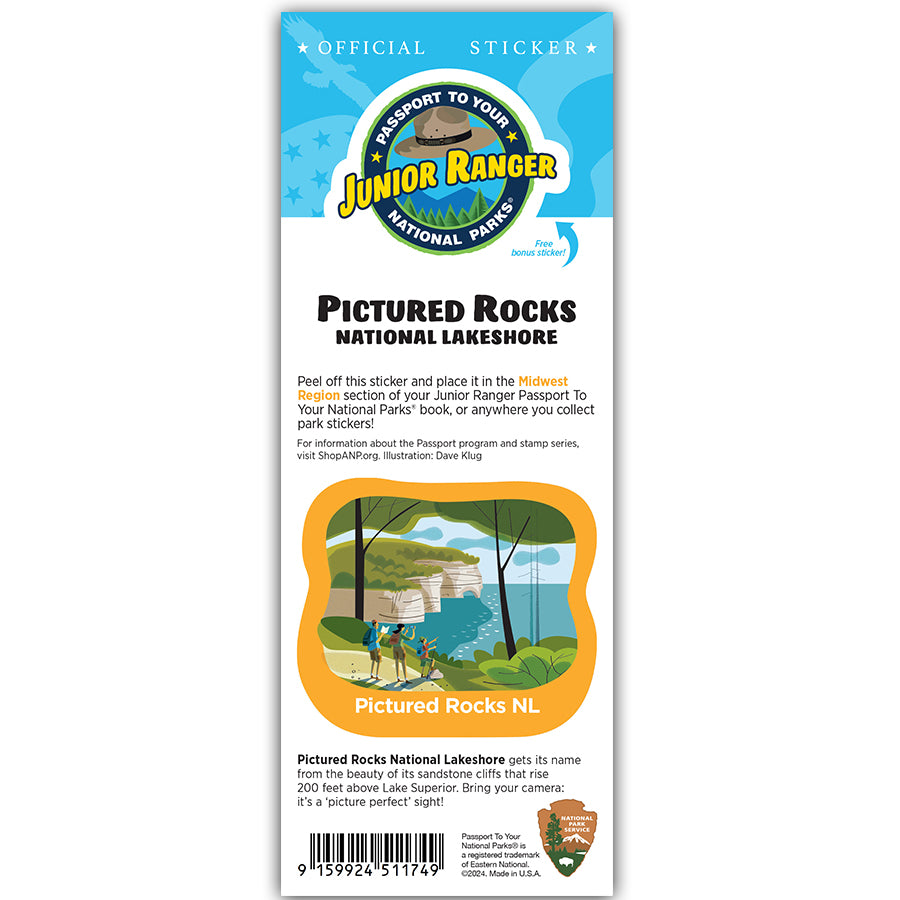 ★ OFFICIAL STICKER ★
PASSPORT TO YOUR
JUNIOR RANGER
NATIONAL PARKS®
Free
bonus sticker!
PICTURED ROCKS
NATIONAL LAKESHORE
Peel off this sticker and place it in the Midwest
Region section of your Junior Ranger Passport To
Your National Parks® book, or anywhere you collect
park stickers!
For information about the Passport program and stamp series,
visit ShopANP.org. Illustration: Dave Klug
Pictured Rocks NL
Pictured Rocks National Lakeshore gets its name
from the beauty of its sandstone cliffs that rise
200 feet above Lake Superior. Bring your camera:
it's a ‘picture perfect’ sight!
NATIONAL
PARK
SERVICE
9 159924 511749
Passport To Your
National Parks® is
a registered trademark
of Eastern National.
©2024. Made in U.S.A.